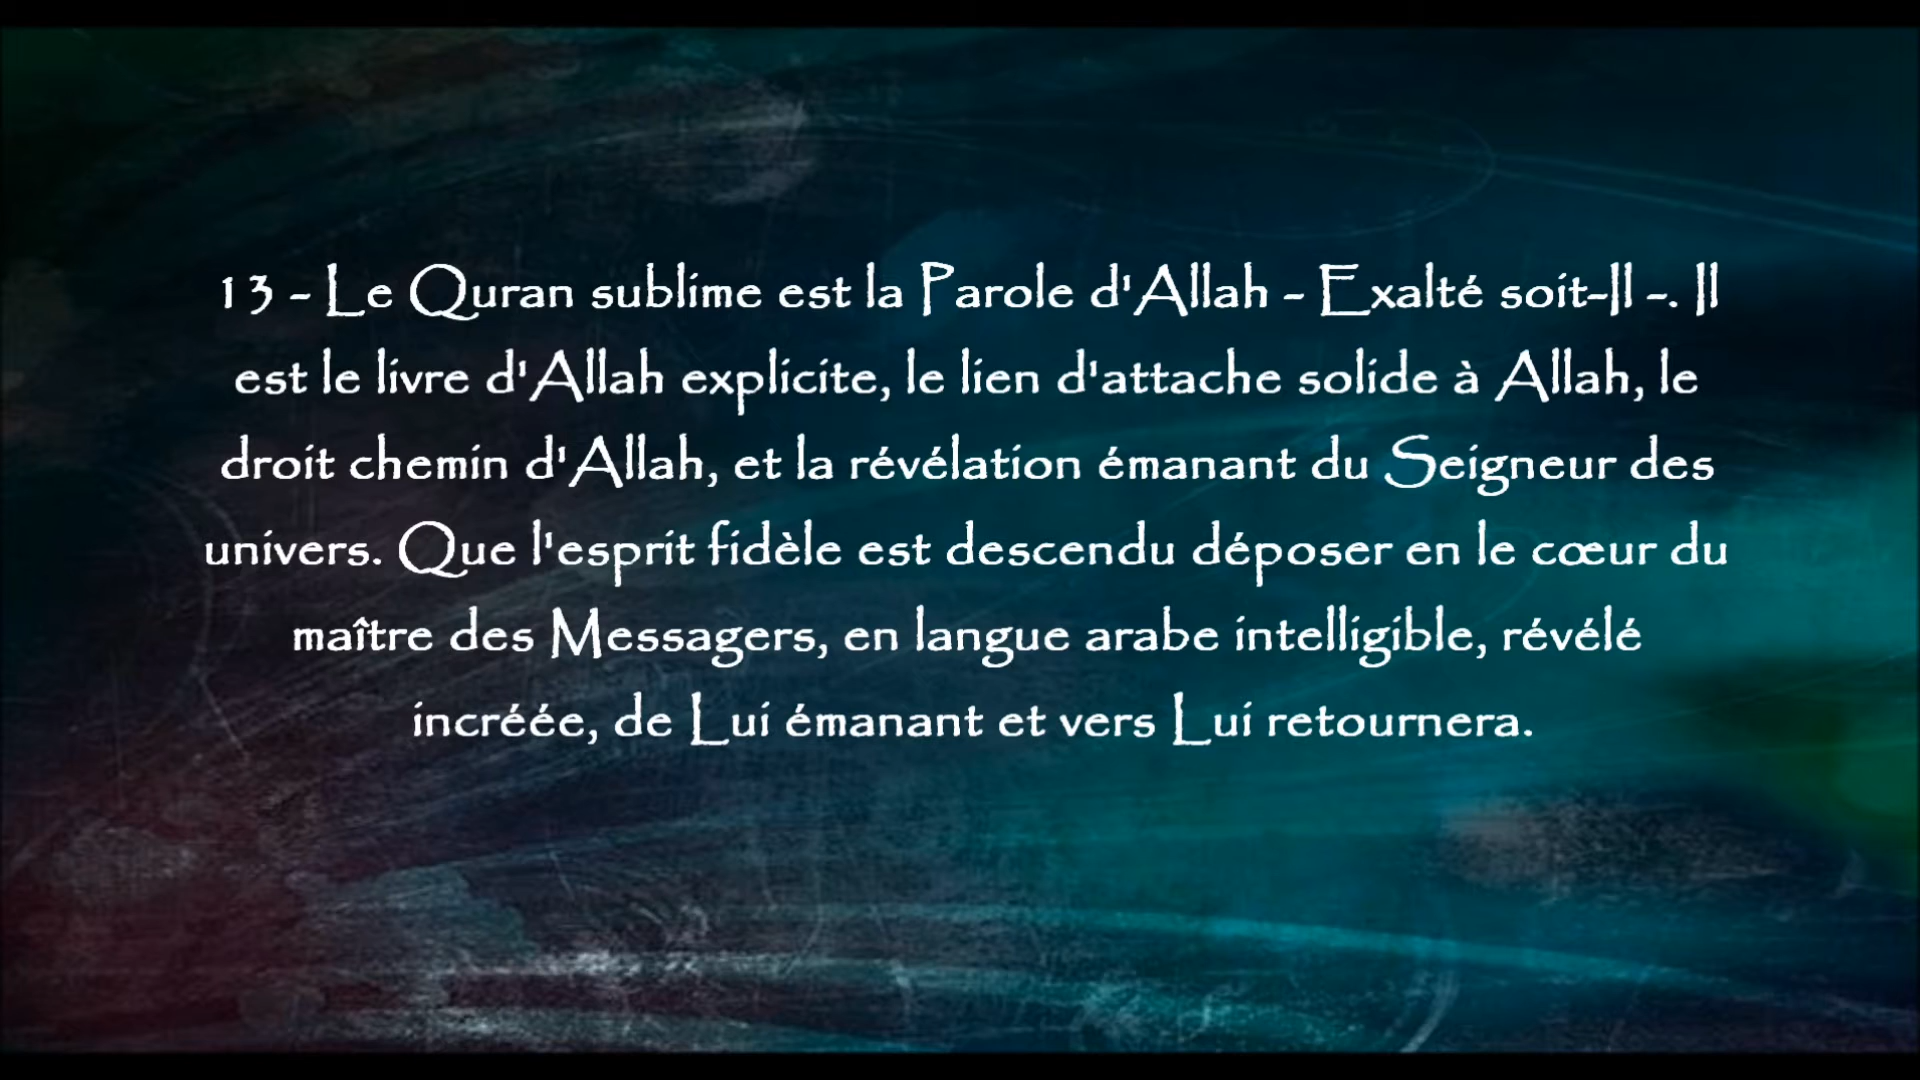 13 - Le Quran sublime est la Parole d'Allah - Exalté soit-Il -. Il
est le livre d'Allah explicite, le lien d'attache solide à Allah, le
droit chemin d'Allah, et la révélation émanant du Seigneur des
univers. Que l'esprit fidèle est descendu déposer en le cœur du
maître des Messagers, en langue arabe intelligible, révélé
incréée, de Lui émanant et vers Lui retournera.